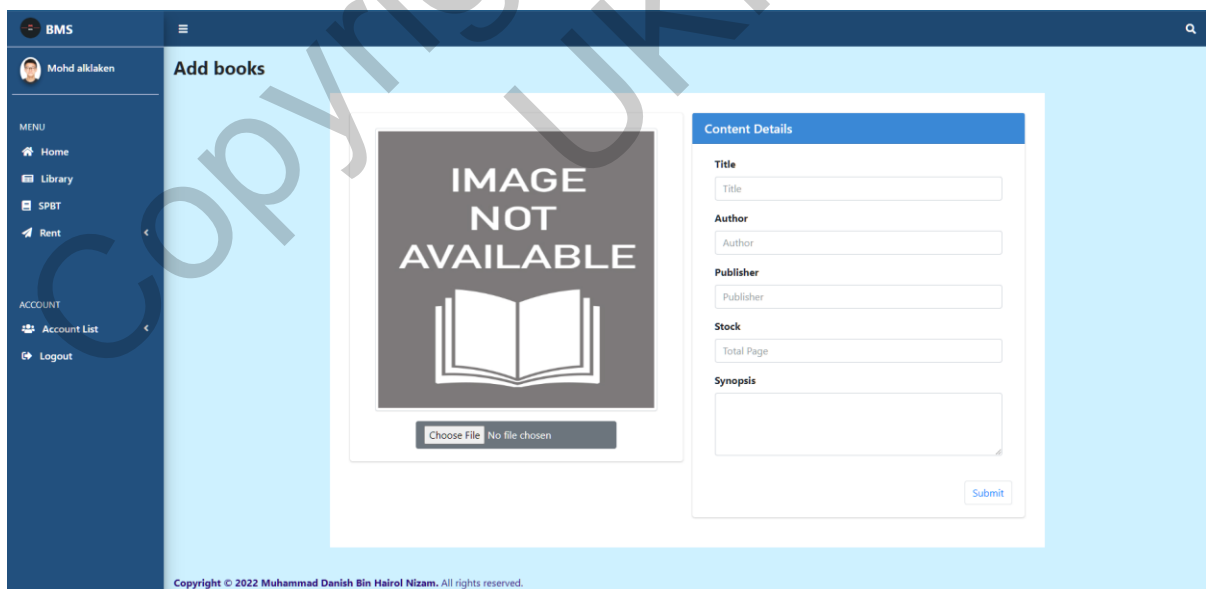 BMS
Mohd alklaken
MENU
Home
Library
SPBT
Rent
ACCOUNT
Account List
Logout
Add books
IMAGE
NOT
AVAILABLE
Choose File No file chosen
Content Details
Title
Title
Author
Author
Publisher
Publisher
Stock
Total Page
Synopsis
Submit
Copyright © 2022 Muhammad Danish Bin Hairol Nizam. All rights reserved.